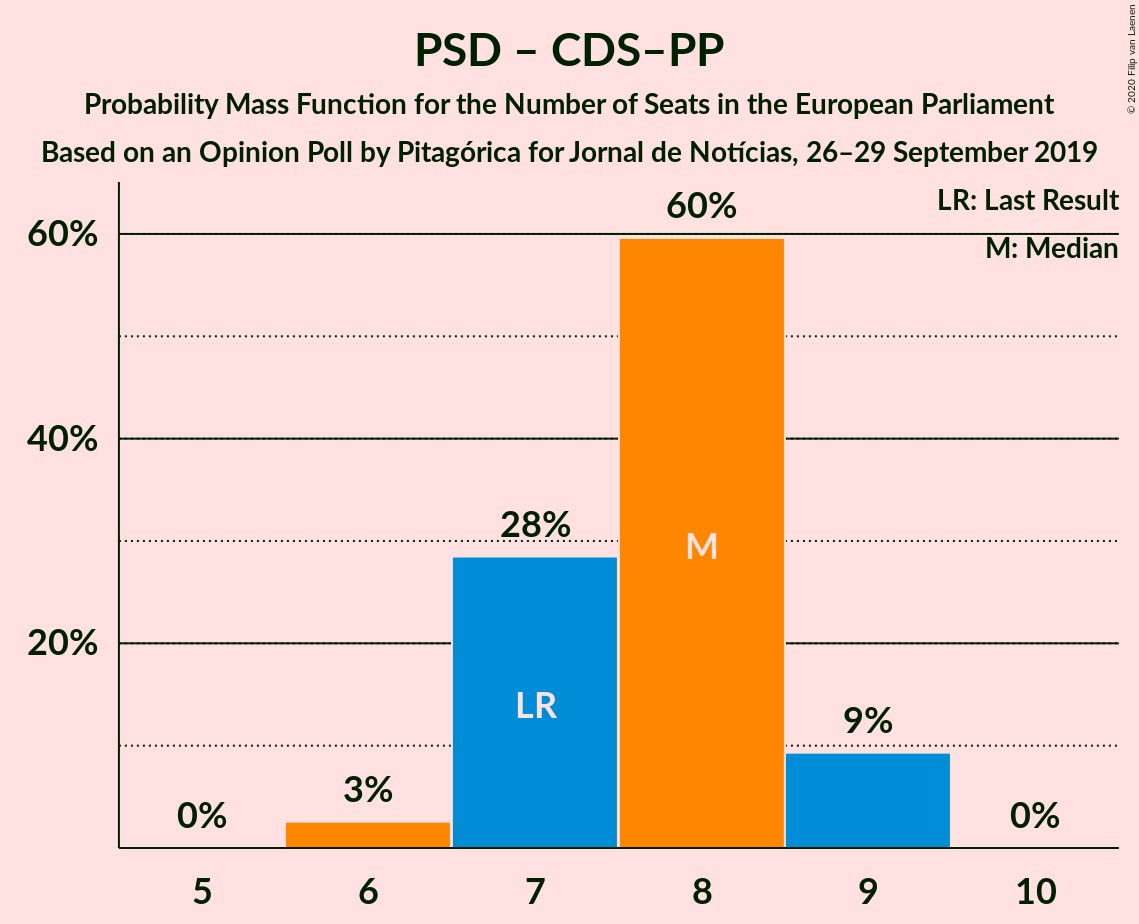 PSD – CDS–PP
Probability Mass Function for the Number of Seats in the European Parliament
Based on an Opinion Poll by Pitagórica for Jornal de Notícias, 26–29 September 2019
© 2020 Filip van Laenen
LR: Last Result
M: Median
60%
40%
20%
0%
3%
28%
60%
9%
0%
LR
M
5
6
7
8
9
10